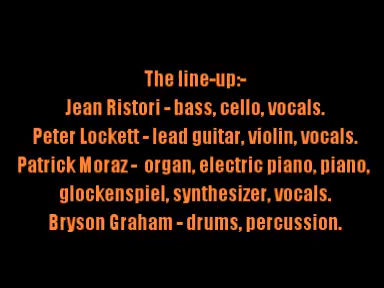 The line-up:-
Jean Ristori - bass, cello, vocals.
Peter Lockett - lead guitar, violin, vocals.
Patrick Moraz - organ, electric piano, piano,
glockenspiel, synthesizer, vocals.
Bryson Graham - drums, percussion.